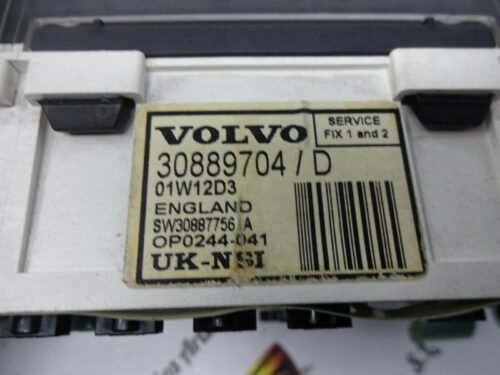 VOLVO
SERVICE
FIX 1 and 2
30889704 / D
01W12D3
ENGLAND
SW30887756 A
OP0244-041
UK-NSI
S.C